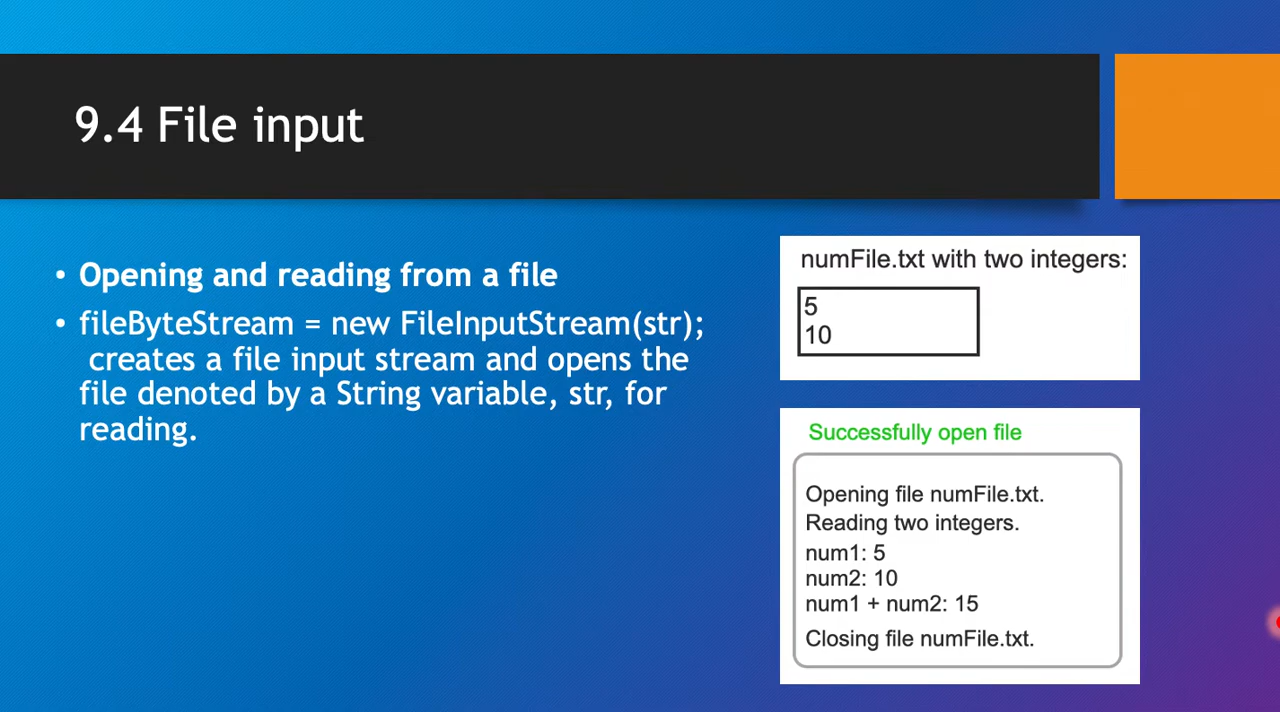 9.4 File input
• Opening and reading from a file
• fileByteStream = new FileInputStream(str);
creates a file input stream and opens the
file denoted by a String variable, str, for
reading.
numFile.txt with two integers:
5
10
Successfully open file
Opening file numFile.txt.
Reading two integers.
num1: 5
num2: 10
num1 + num2: 15
Closing file numFile.txt.